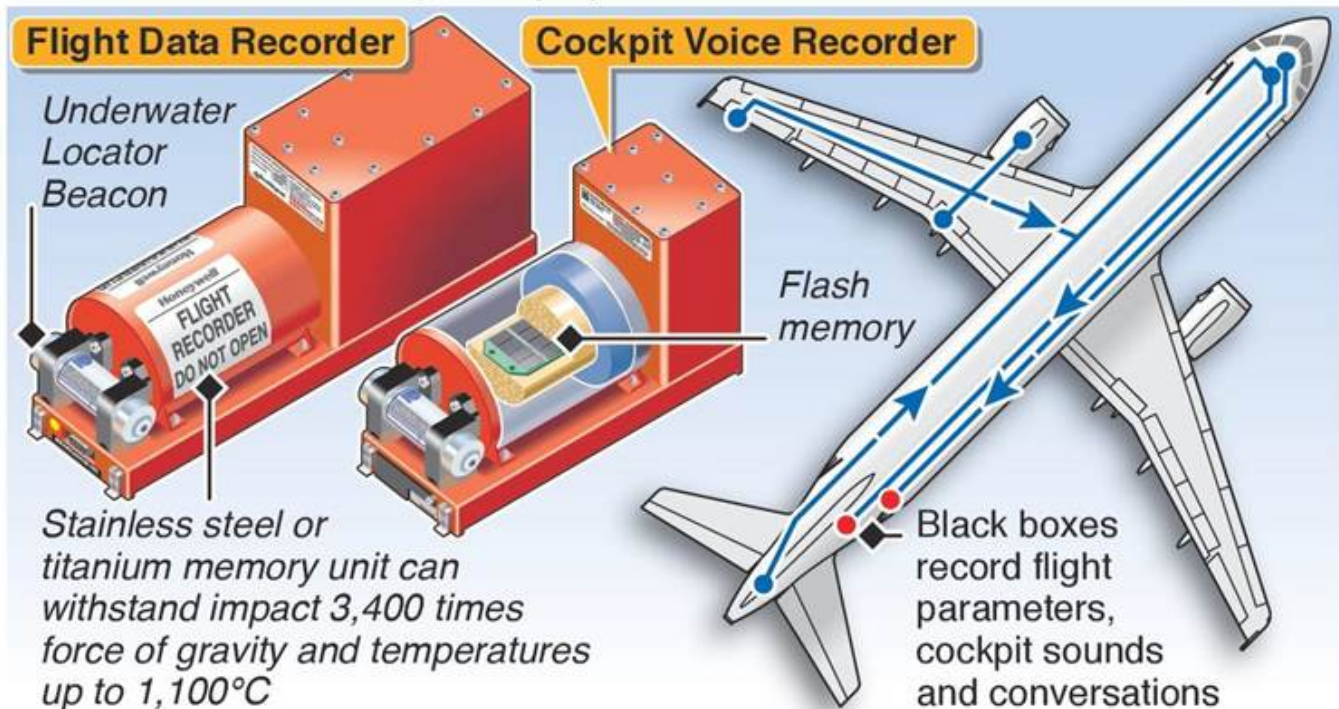 Flight Data Recorder
Cockpit Voice Recorder
Underwater
Locator
Beacon
Honeywell
Honeywell
FLIGHT
RECORDER
DO NOT OPEN
Flash
memory
Stainless steel or
titanium memory unit can
withstand impact 3,400 times
force of gravity and temperatures
up to 1,100°C
Black boxes
record flight
parameters,
cockpit sounds
and conversations